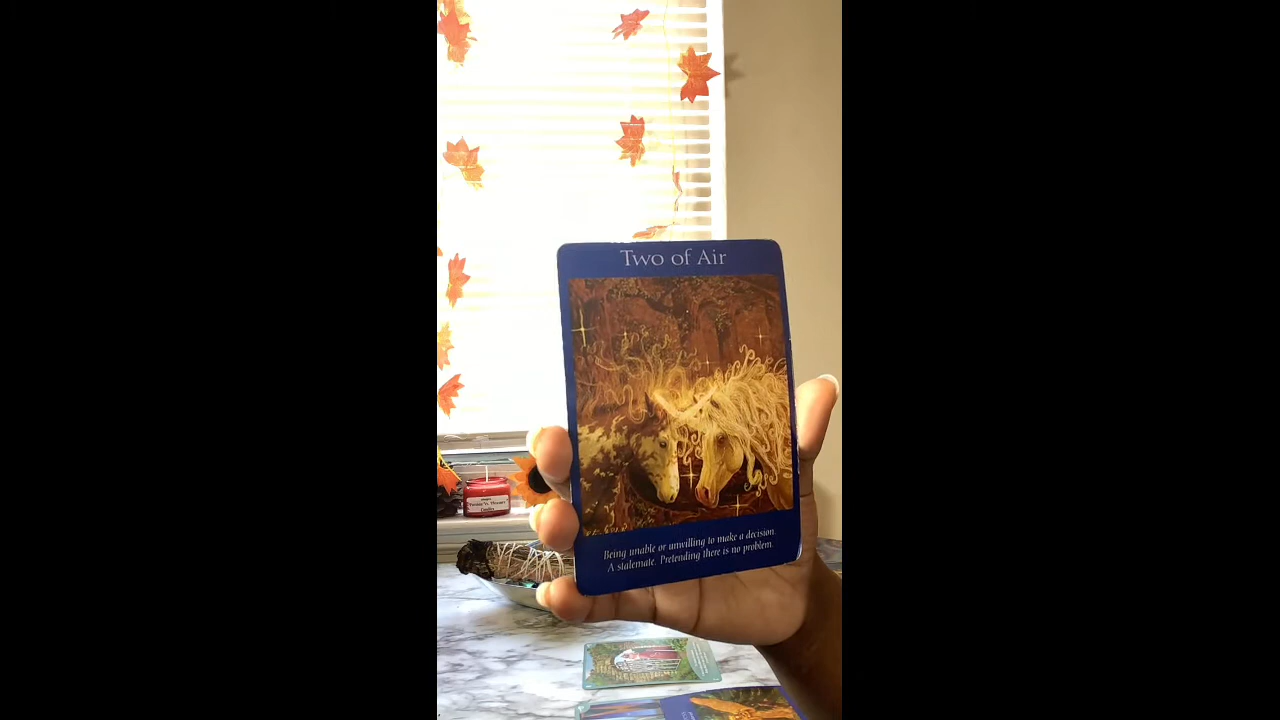 Two of Air
Being unable or unwilling to make a decision.
A stalemate. Pretending there is no problem.